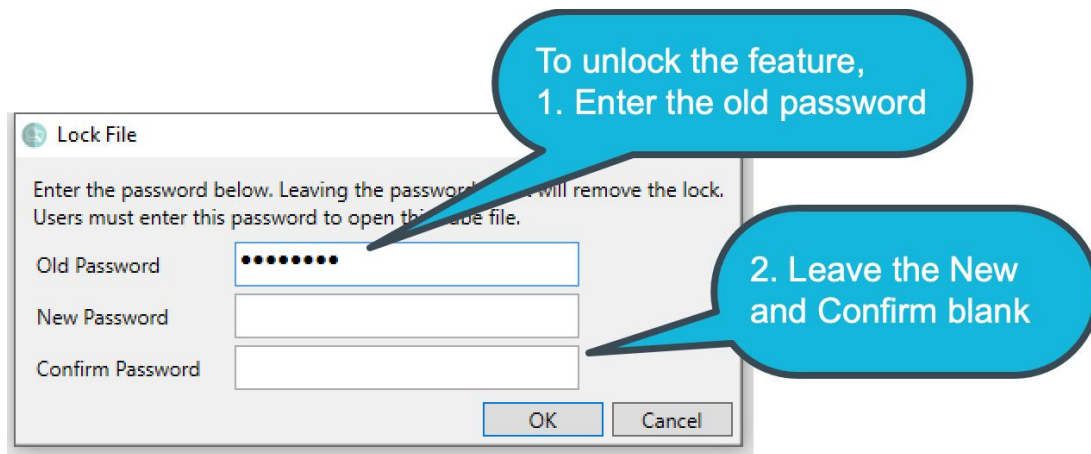 To unlock the feature,
1. Enter the old password
Lock File
Enter the password below. Leaving the password will remove the lock.
Users must enter this password to open this file.
Old Password
2. Leave the New
and Confirm blank
New Password
Confirm Password
OK Cancel